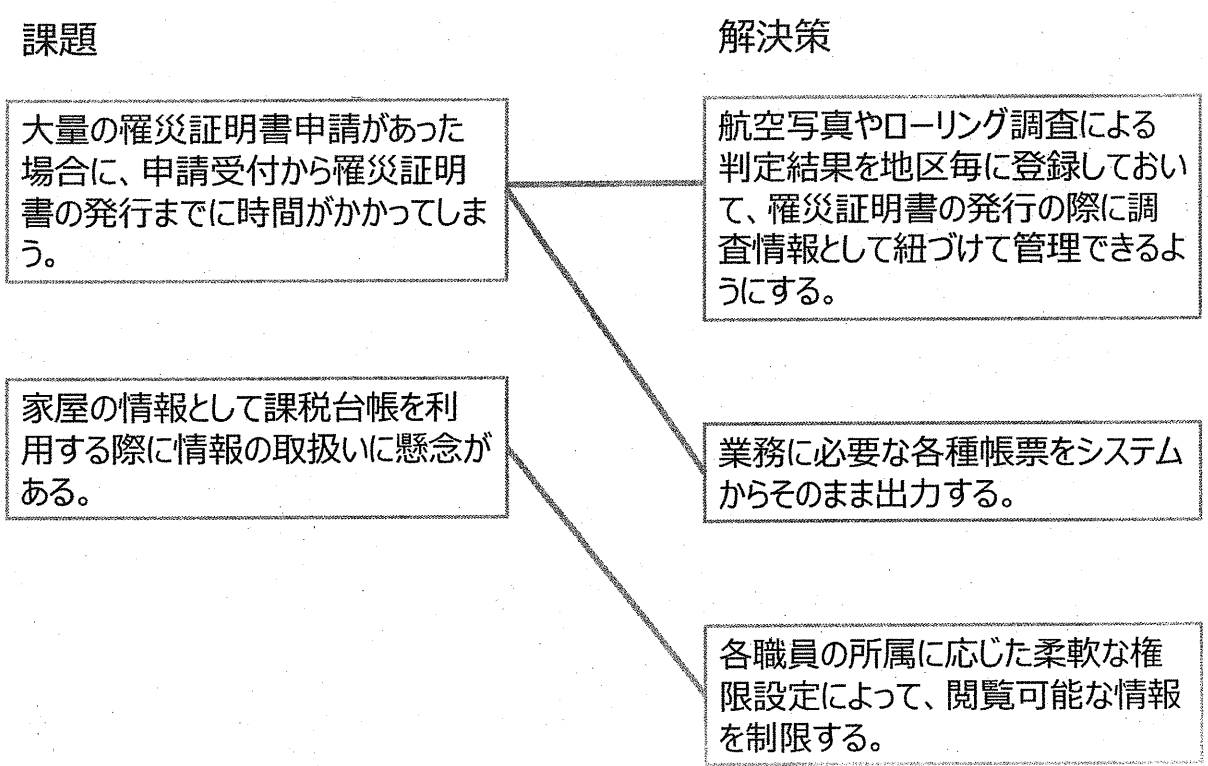 課題
解決策
大量の罹災証明書申請があった
場合に、申請受付から罹災証明
書の発行までに時間がかかってしま
う。
航空写真やローリング調査による
判定結果を地区毎に登録しておい
て、罹災証明書の発行の際に調
査情報として紐づけて管理できるよ
うにする。
家屋の情報として課税台帳を利
用する際に情報の取扱いに懸念が
ある。
業務に必要な各種帳票をシステム
からそのまま出力する。
各職員の所属に応じた柔軟な権
限設定によって、閲覧可能な情報
を制限する。